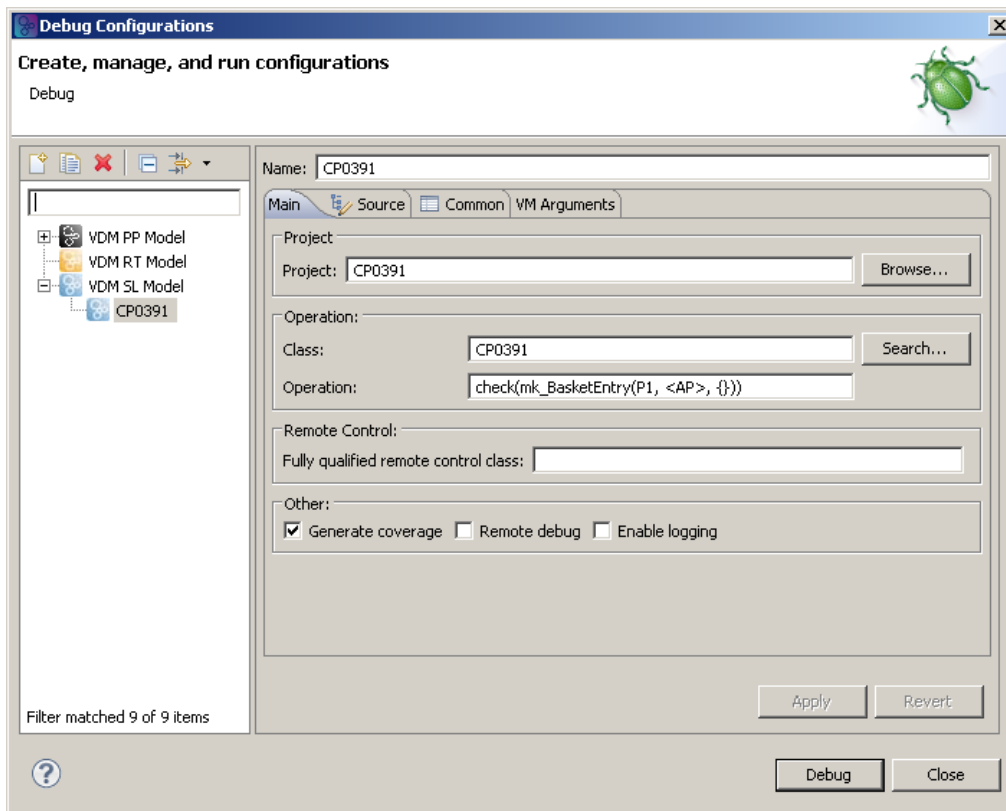 Debug Configurations
Create, manage, and run configurations
Debug
Name: CP0391
Main Source Common VM Arguments
VDM PP Model
VDM RT Model
VDM SL Model
CP0391
Project
Project: CP0391 Browse...
Operation:
Class: CP0391 Search...
Operation: check(mk_BasketEntry(P1, <AP>, {}))
Remote Control:
Fully qualified remote control class:
Other:
Generate coverage Remote debug Enable logging
Filter matched 9 of 9 items
Apply Revert
? Debug Close